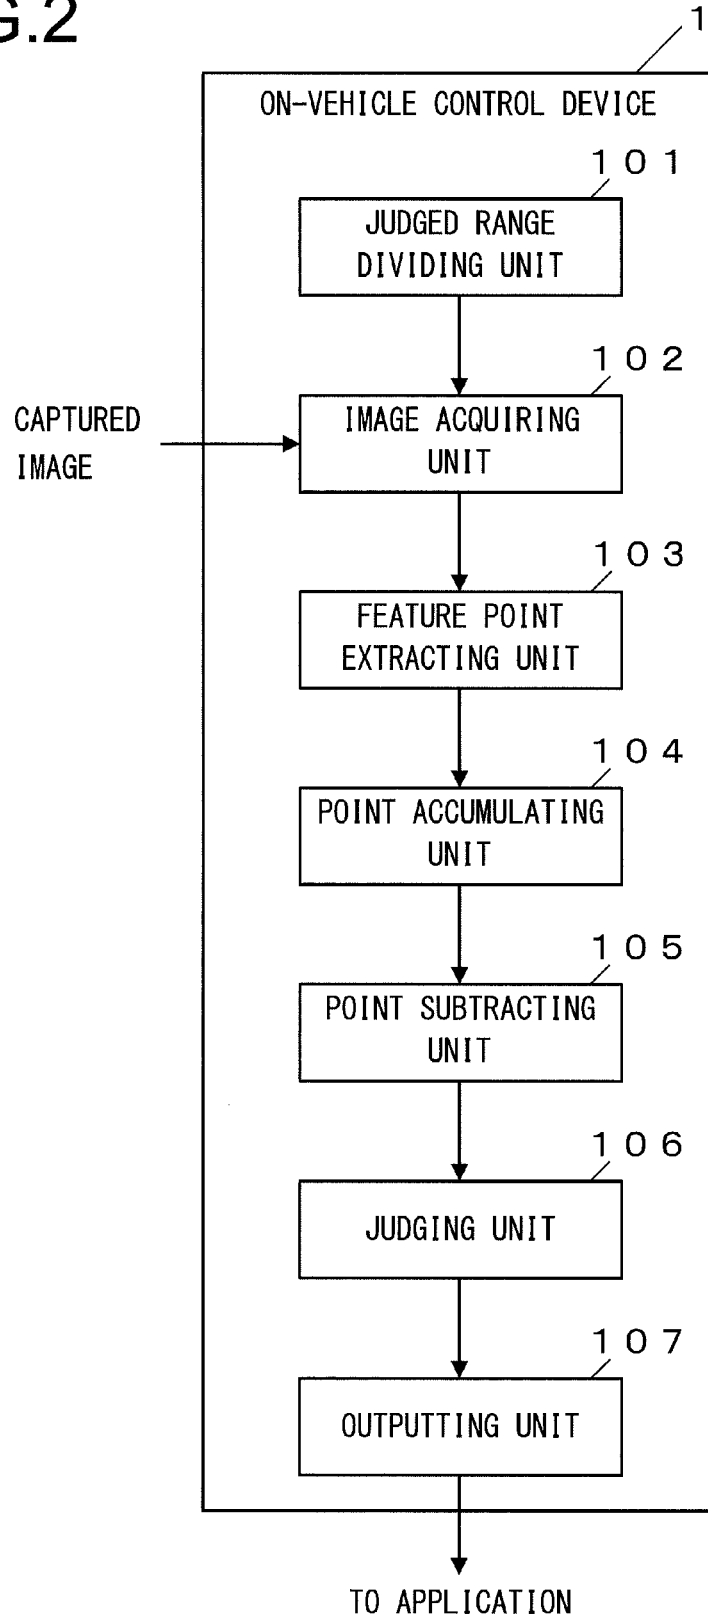 G.2
1
ON-VEHICLE CONTROL DEVICE
101
JUDGED RANGE
DIVIDING UNIT
102
CAPTURED
IMAGE
IMAGE ACQUIRING
UNIT
103
FEATURE POINT
EXTRACTING UNIT
104
POINT ACCUMULATING
UNIT
105
POINT SUBTRACTING
UNIT
106
JUDGING UNIT
107
OUTPUTTING UNIT
TO APPLICATION